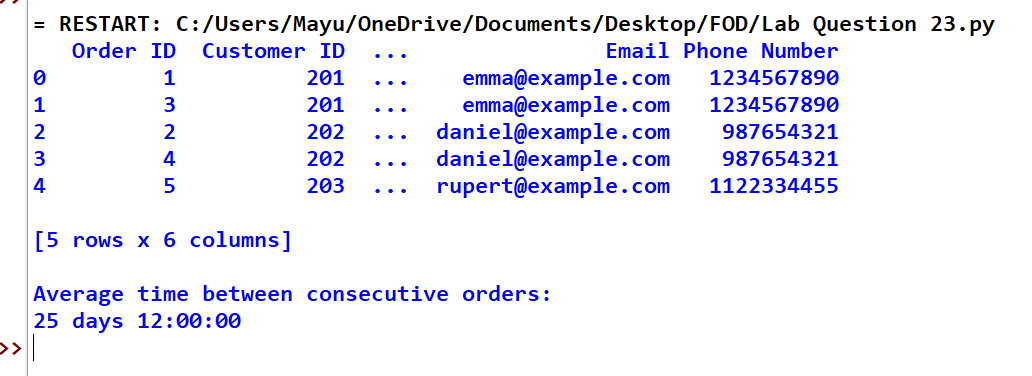 >>
= RESTART: C:/Users/Mayu/OneDrive/Documents/Desktop/FOD/Lab Question 23.py
   Order ID  Customer ID  ...               Email Phone Number
0         1          201  ...    emma@example.com   1234567890
1         3          201  ...    emma@example.com   1234567890
2         2          202  ...  daniel@example.com    987654321
3         4          202  ...  daniel@example.com    987654321
4         5          203  ...  rupert@example.com   1122334455

[5 rows x 6 columns]

Average time between consecutive orders:
25 days 12:00:00
>>